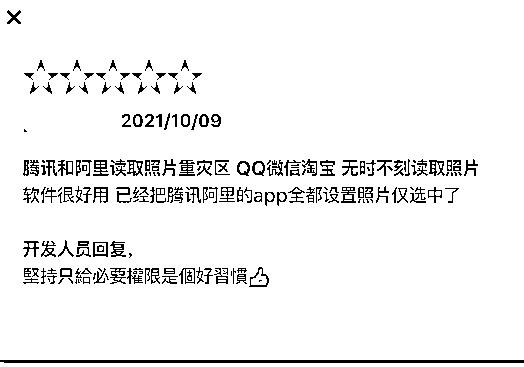 2021/10/09
腾讯和阿里读取照片重灾区 QQ微信淘宝 无时不刻读取照片
软件很好用 已经把腾讯阿里的app全都设置照片仅选中了
开发人员回复，
堅持只給必要權限是個好習慣👍